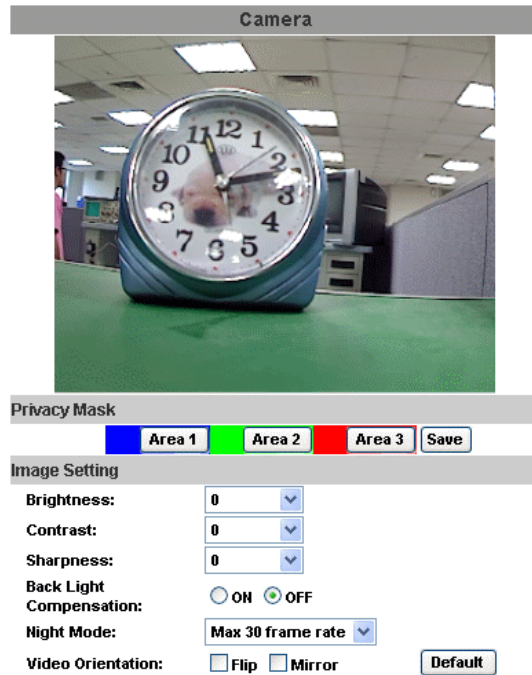 Camera
11 12 1
10 2
9 3
8 4
7 6 5
Privacy Mask
Area 1 Area 2 Area 3 Save
Image Setting
Brightness: 0
Contrast: 0
Sharpness: 0
Back Light
Compensation: ON OFF
Night Mode: Max 30 frame rate
Video Orientation: Flip Mirror Default